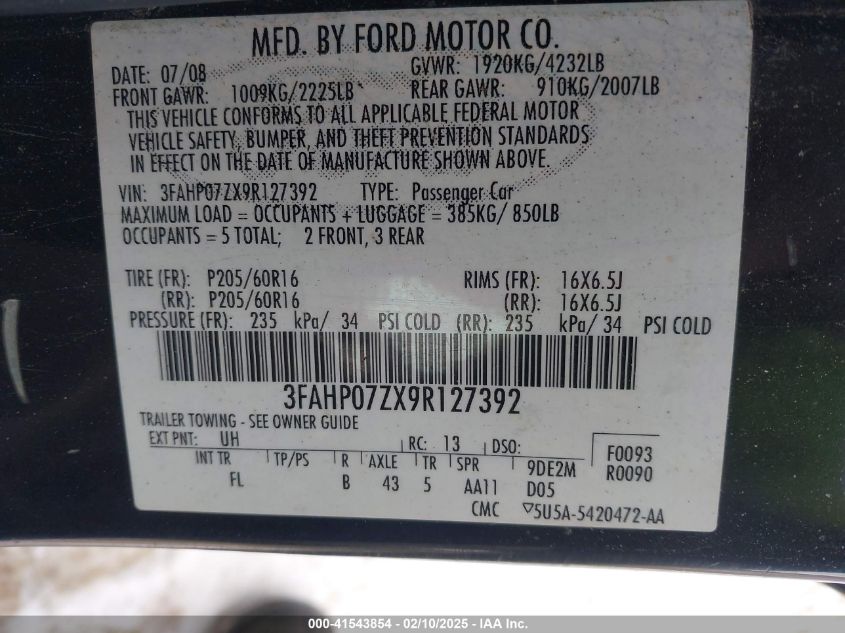 MFD. BY FORD MOTOR CO.
DATE: 07/08 GVWR: 1920KG/4232LB
FRONT GAWR: 1009KG/2225LB REAR GAWR: 910KG/2007LB
THIS VEHICLE CONFORMS TO ALL APPLICABLE FEDERAL MOTOR
VEHICLE SAFETY, BUMPER, AND THEFT PREVENTION STANDARDS
IN EFFECT ON THE DATE OF MANUFACTURE SHOWN ABOVE.
VIN: 3FAHP07ZX9R127392 TYPE: Passenger Car
MAXIMUM LOAD = OCCUPANTS + LUGGAGE = 385KG/ 850LB
OCCUPANTS = 5 TOTAL; 2 FRONT, 3 REAR
TIRE (FR): P205/60R16 RIMS (FR): 16X6.5J
(RR): P205/60R16 (RR): 16X6.5J
PRESSURE (FR): 235 kPa/ 34 PSI COLD (RR): 235 kPa/ 34 PSI COLD
3FAHP07ZX9R127392
TRAILER TOWING - SEE OWNER GUIDE
EXT PNT: UH RC: 13 DSO: F0093
INT TR TP/PS R AXLE TR SPR 9DE2M R0090
FL B 43 5 AA11 D05
CMC ▽5U5A-5420472-AA
000-41543854 - 02/10/2025 - IAA Inc.